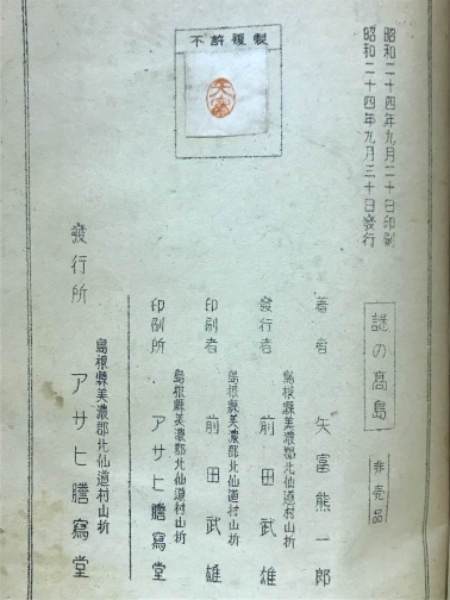 昭和二十四年九月二十日印刷
昭和二十四年九月三十日發行
不許複製
矢富
謎の高島
非売品
著者 矢富熊一郎
島根縣美濃郡北仙道村山折
發行者 前田武雄
島根縣美濃郡北仙道村山折
印刷者 前田武雄
島根縣美濃郡北仙道村山折
印刷所 アサヒ謄寫堂
島根縣美濃郡北仙道村山折
發行所 アサヒ謄寫堂